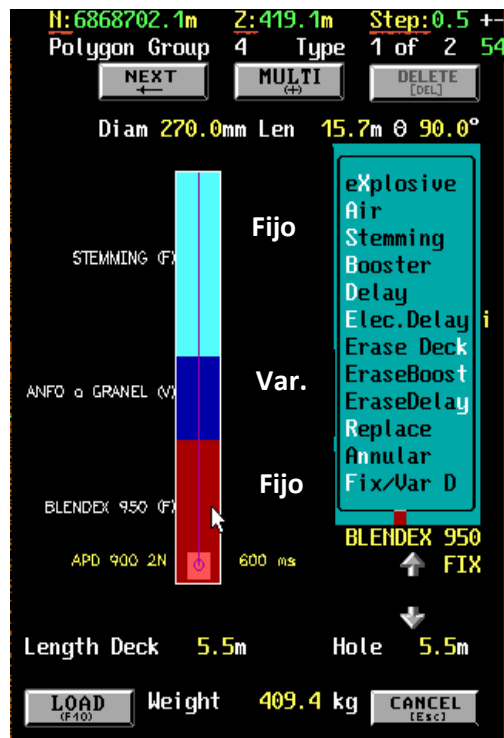 N:6868702.1m Z:419.1m Step:0.5 +-
Polygon Group 4 Type 1 of 2 54
NEXT MULTI (+) DELETE [DEL]
Diam 270.0mm Len 15.7m θ 90.0°
eXplosive
Air
Fijo
Stemming
STEMMING (F)
Booster
Delay
Elec.Delay i
Erase Deck
Var.
EraseBoost
ANFO a GRANEL (V)
EraseDelay
Replace
Annular
Fijo
Fix/Var D
BLENDEX 950 (F)
BLENDEX 950
APD 900 2N 600 ms
FIX
Length Deck 5.5m Hole 5.5m
LOAD (F10) Weight 409.4 kg CANCEL [Esc]